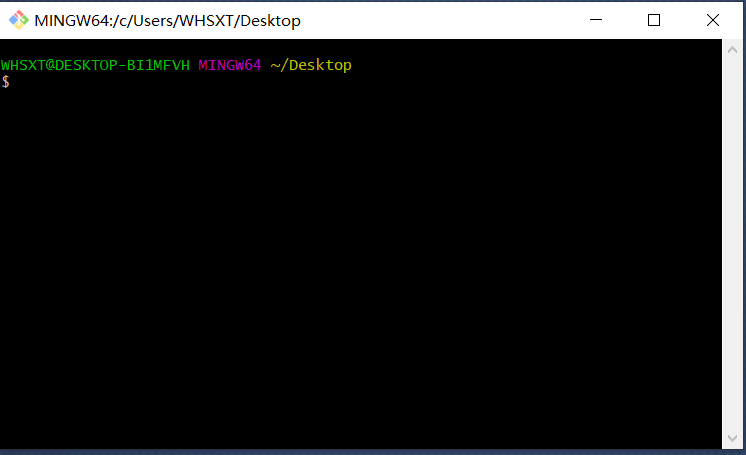 MINGW64:/c/Users/WHSXT/Desktop
WHSXT@DESKTOP-BI1MFVH MINGW64 ~/Desktop
$